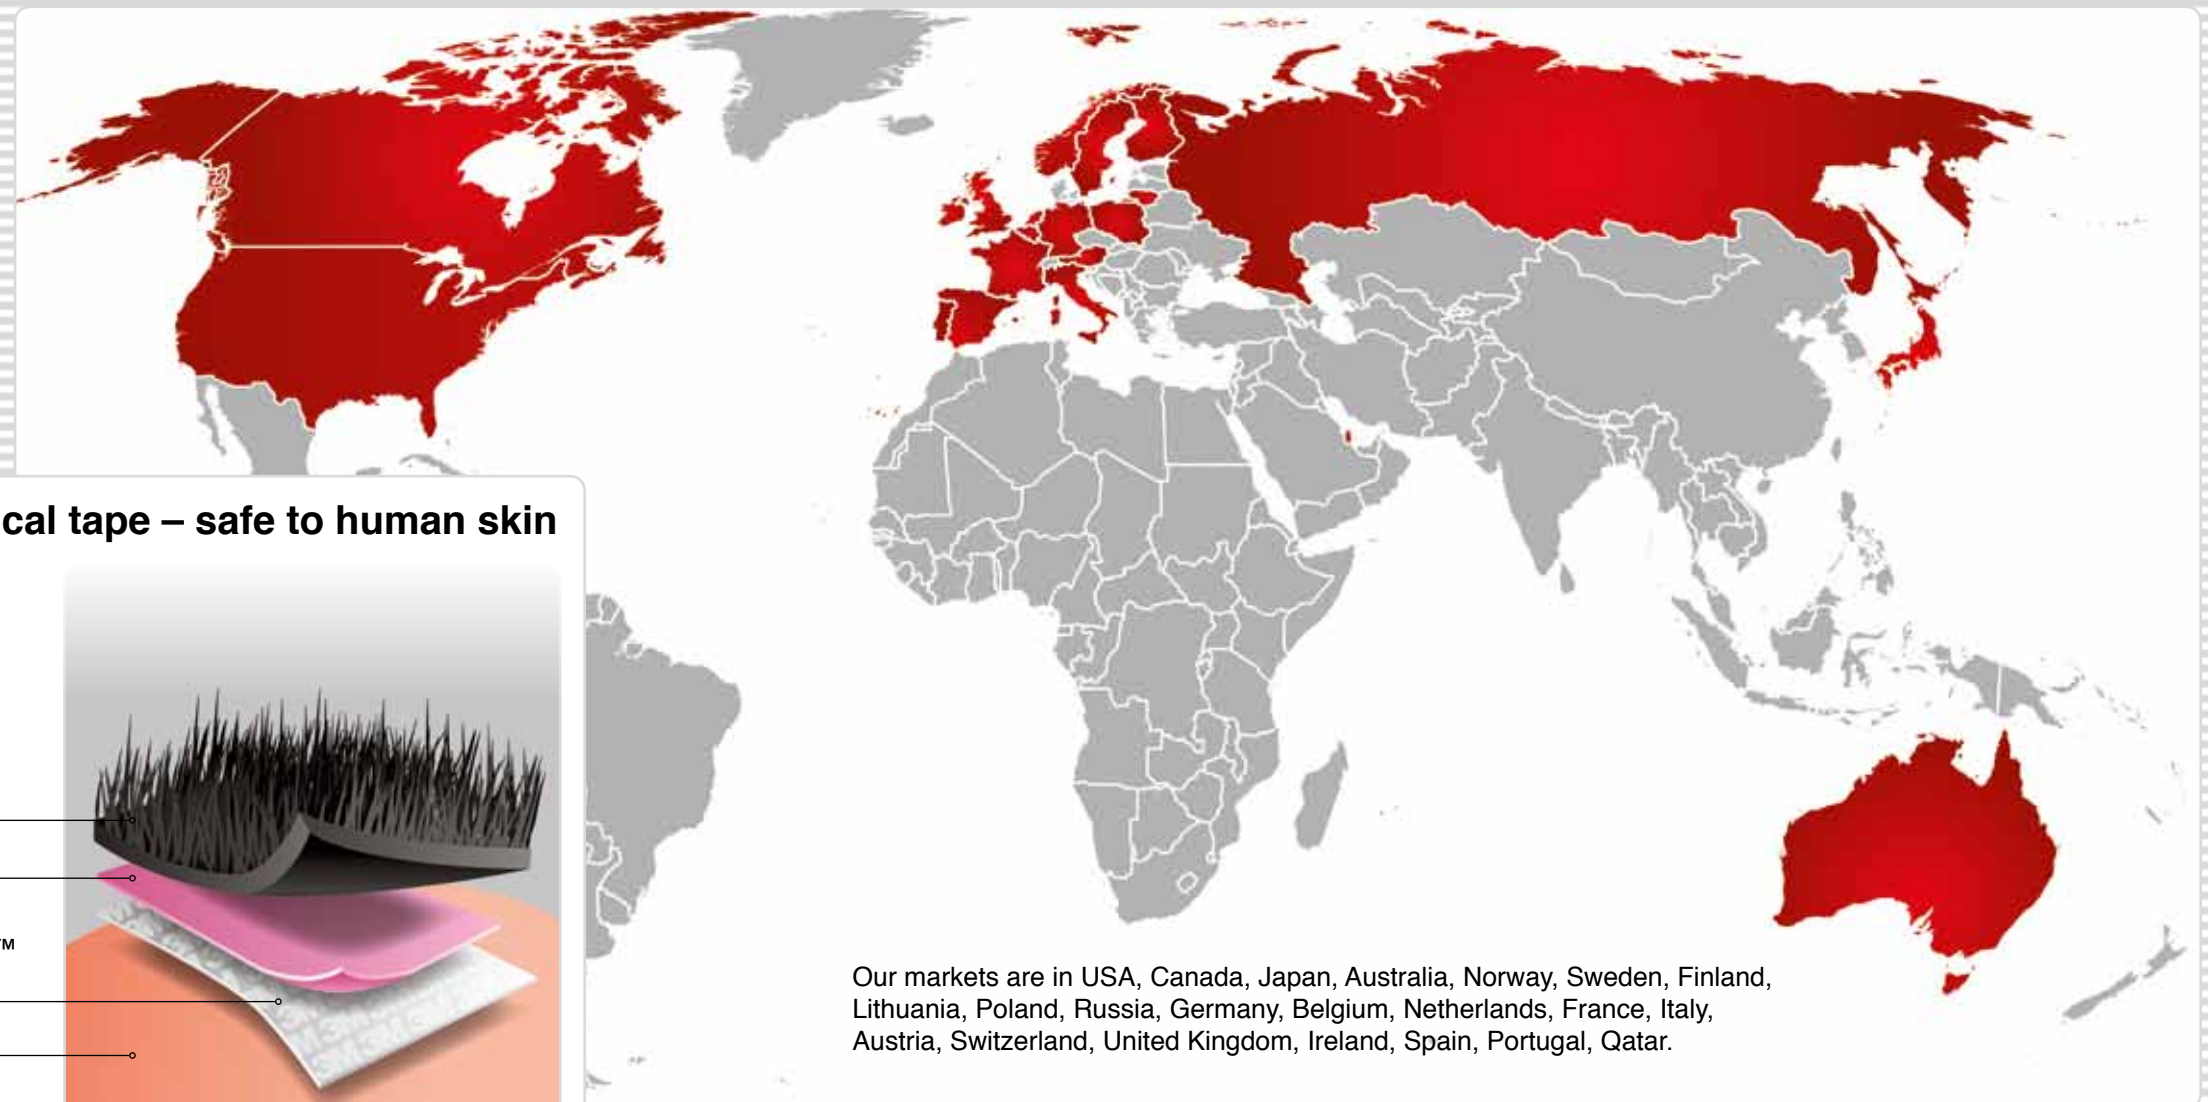 cal tape – safe to human skin
TM
Our markets are in USA, Canada, Japan, Australia, Norway, Sweden, Finland,
Lithuania, Poland, Russia, Germany, Belgium, Netherlands, France, Italy,
Austria, Switzerland, United Kingdom, Ireland, Spain, Portugal, Qatar.